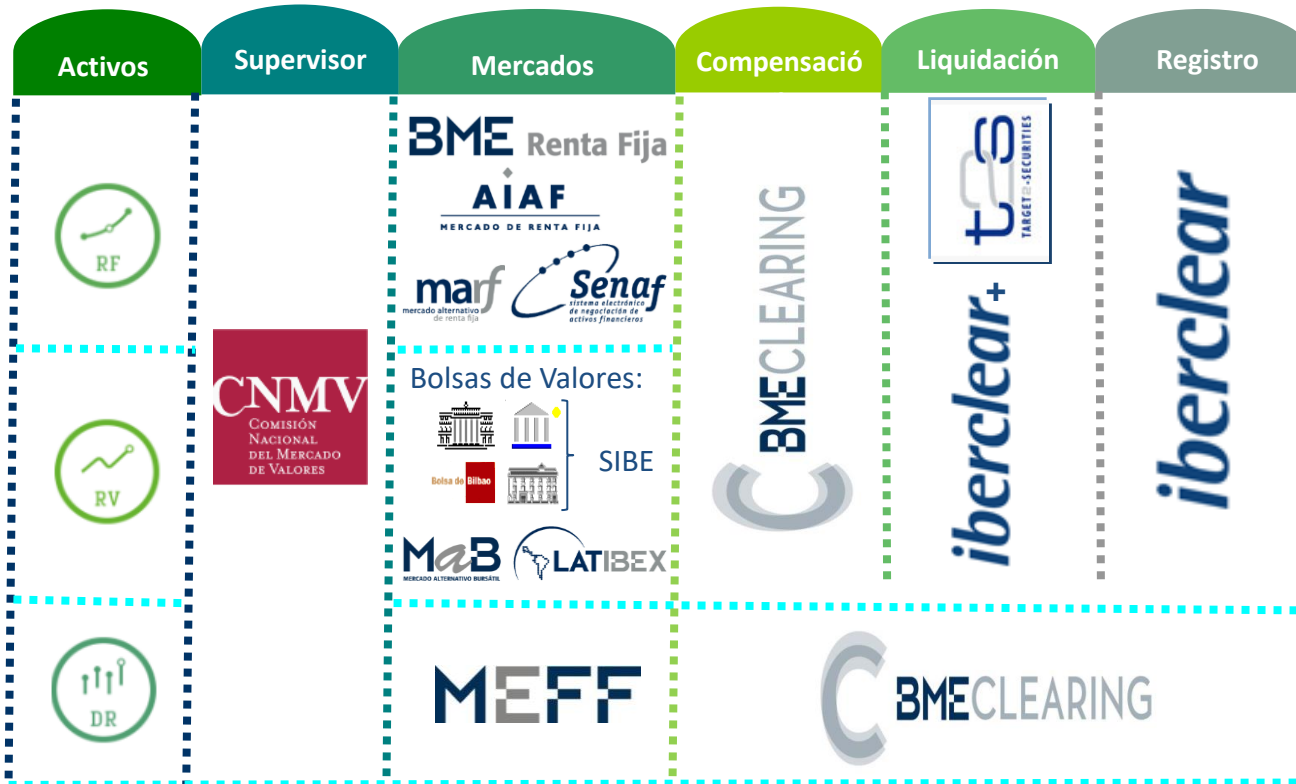 Activos
Supervisor
Mercados
Compensació
Liquidación
Registro
RF
BME Renta Fija
AIAF
MERCADO DE RENTA FIJA
marf
mercado alternativo
de renta fija
Senaf
sistema electrónico
de negociación de
activos financieros
BMECLEARING
t2s
TARGET2-SECURITIES
iberclear+
iberclear
CNMV
COMISIÓN
NACIONAL
DEL MERCADO
DE VALORES
RV
Bolsas de Valores:
Bolsa de Bilbao
SIBE
MaB
MERCADO ALTERNATIVO BURSÁTIL
LATIBEX
DR
MEFF
BMECLEARING